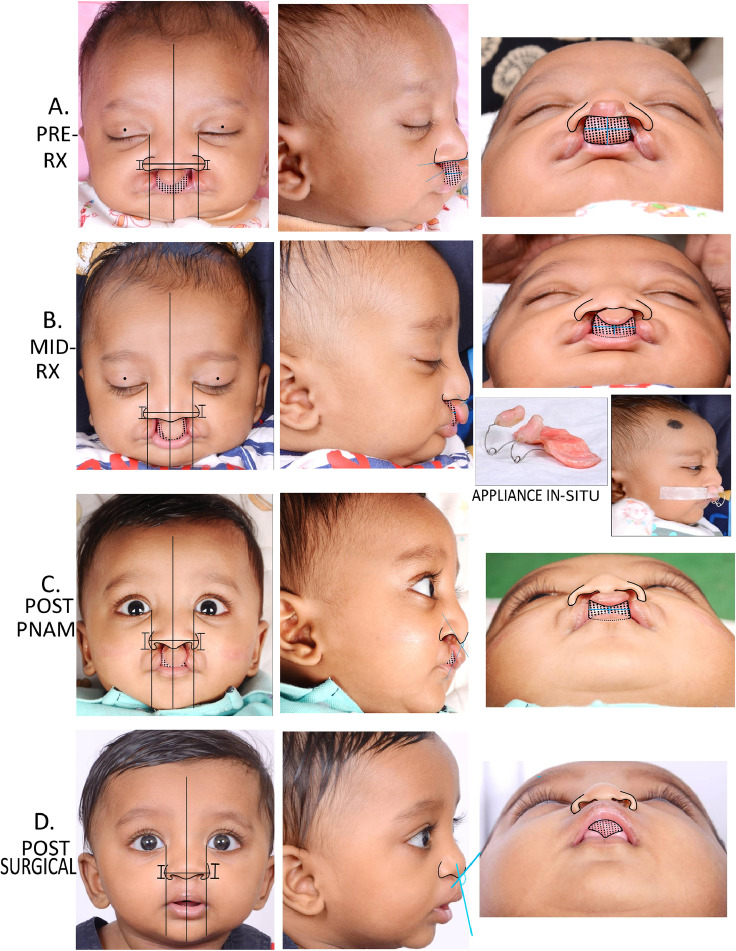 A.
PRE-
RX
B.
MID-
RX
APPLIANCE IN-SITU
C.
POST
PNAM
D.
POST
SURGICAL